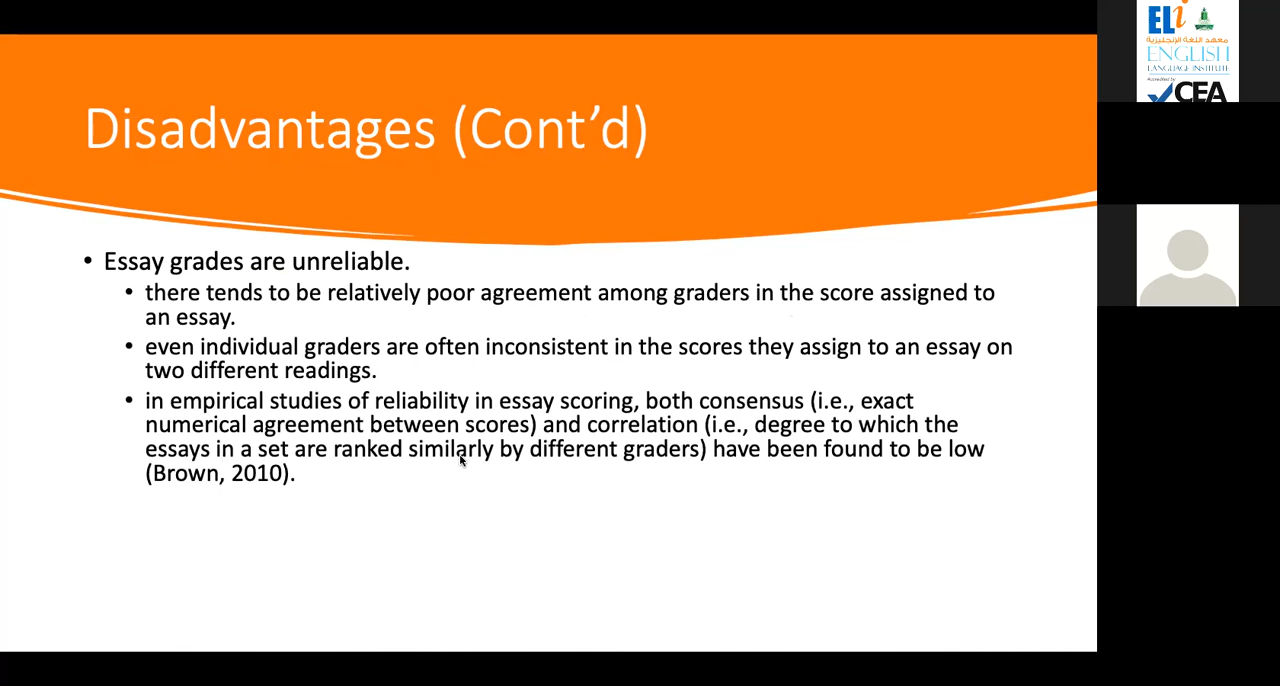 Disadvantages (Cont’d)
• Essay grades are unreliable.
• there tends to be relatively poor agreement among graders in the score assigned to
an essay.
• even individual graders are often inconsistent in the scores they assign to an essay on
two different readings.
• in empirical studies of reliability in essay scoring, both consensus (i.e., exact
numerical agreement between scores) and correlation (i.e., degree to which the
essays in a set are ranked similarly by different graders) have been found to be low
(Brown, 2010).
ELi
معهد اللغة الإنجليزية
ENGLISH
LANGUAGE INSTITUTE
Accredited by
CEA